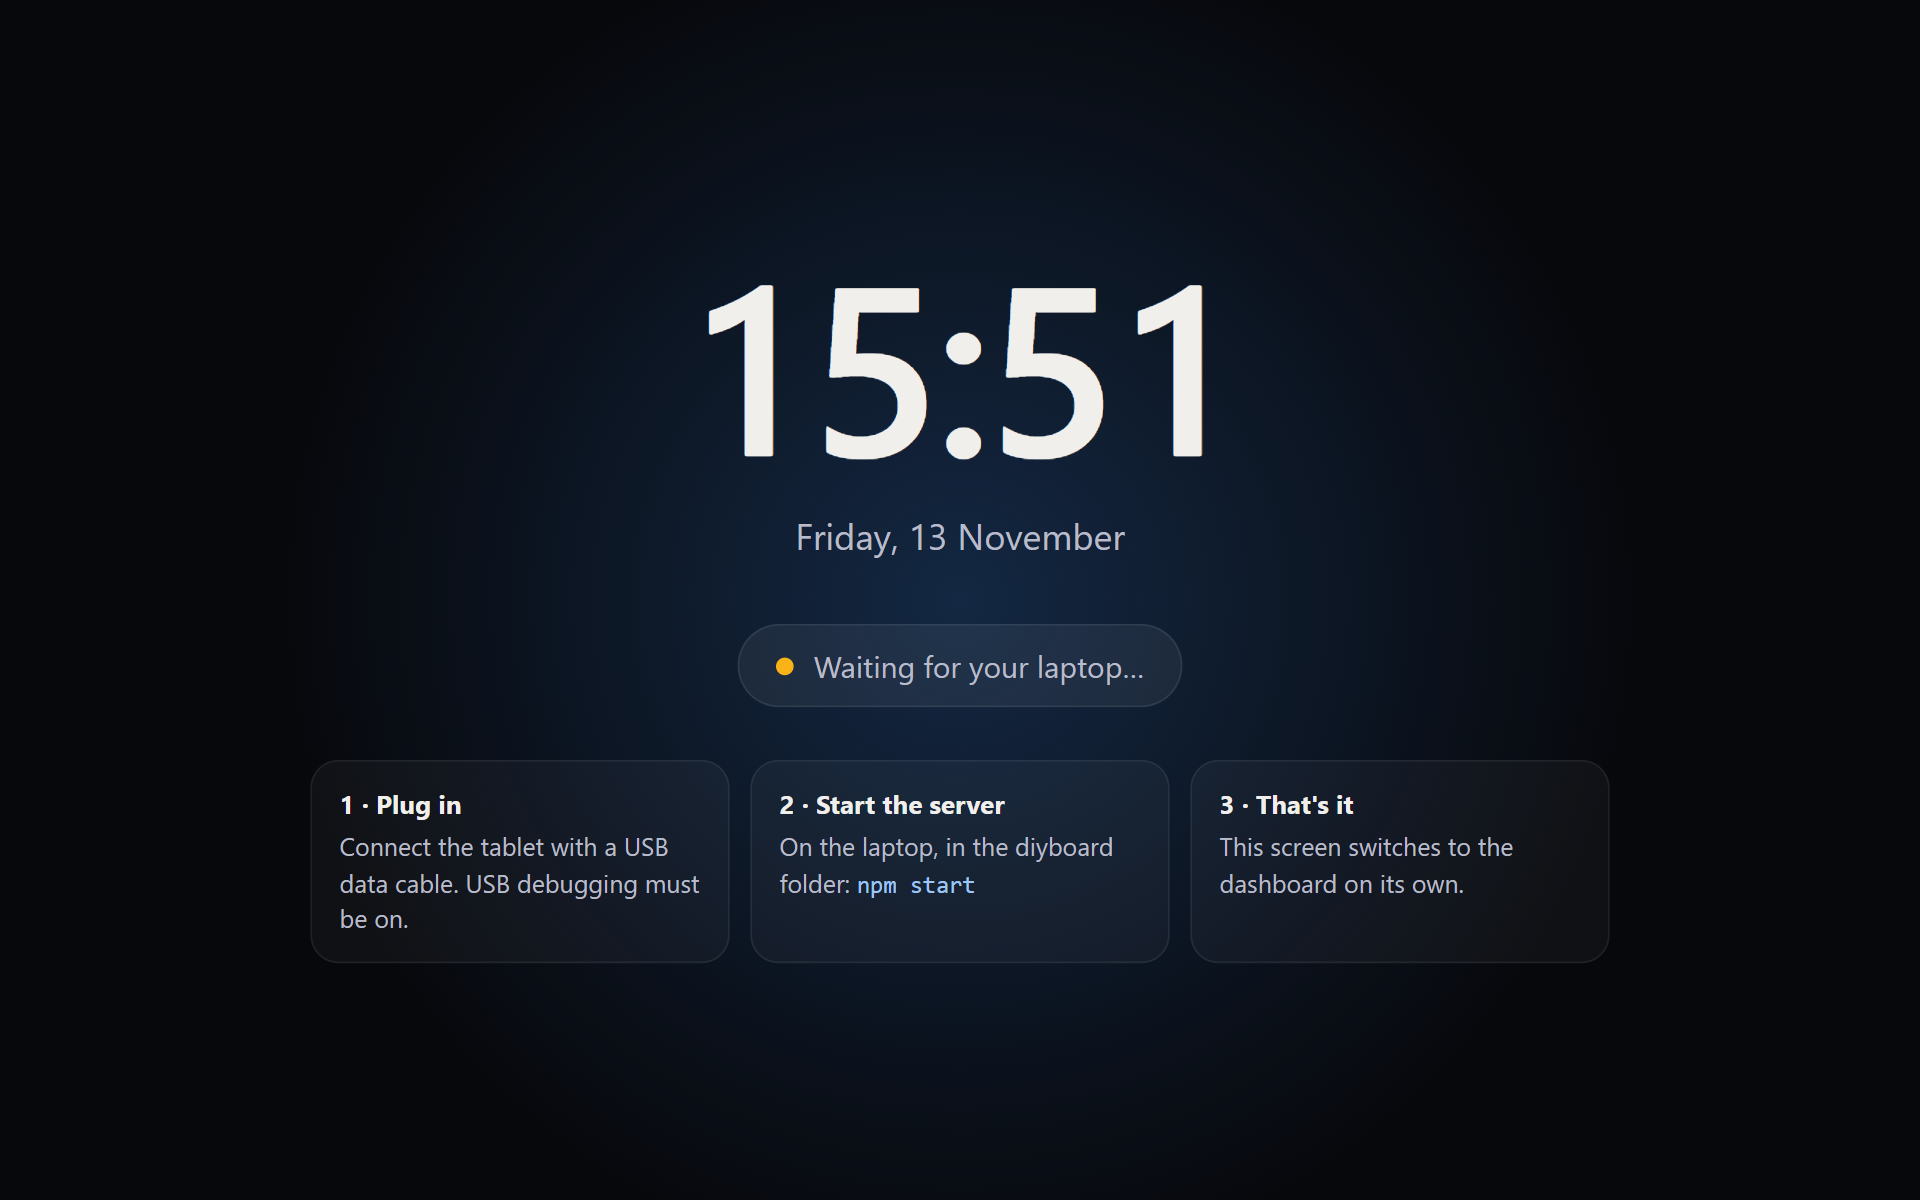 15:51
Friday, 13 November
Waiting for your laptop...
1 · Plug in
Connect the tablet with a USB
data cable. USB debugging must
be on.
2 · Start the server
On the laptop, in the diyboard
folder: npm start
3 · That's it
This screen switches to the
dashboard on its own.